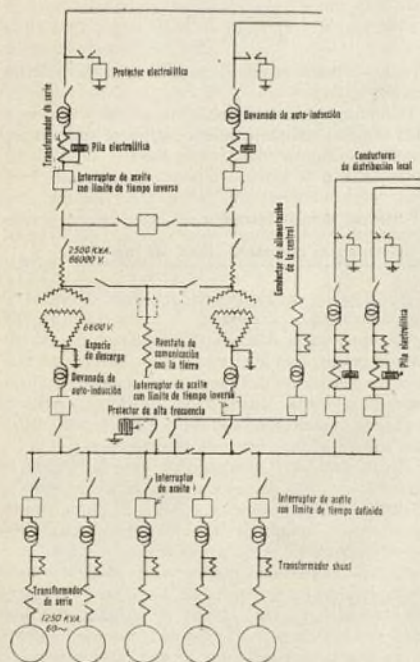 Protector electrolítico
Transformador de serie
Devanado de auto-inducción
Pila electrolítica
Interruptor de aceite
con límite de tiempo inverso
Conductores
de distribución local
Conductor de alimentación
de la central
2500 KVA.
66000 V.
6600 V.
Espacio
de descarga
Reostato de
comunicación
con la tierra
Pila electrolítica
Devanado de
auto-inducción
Interruptor de aceite
con límite de tiempo inverso
Protector de alta frecuencia
Interruptor
de aceite
Interruptor de aceite
con límite de tiempo definido
Transformador shunt
Transformador
de serie
1250 KVA.
60~